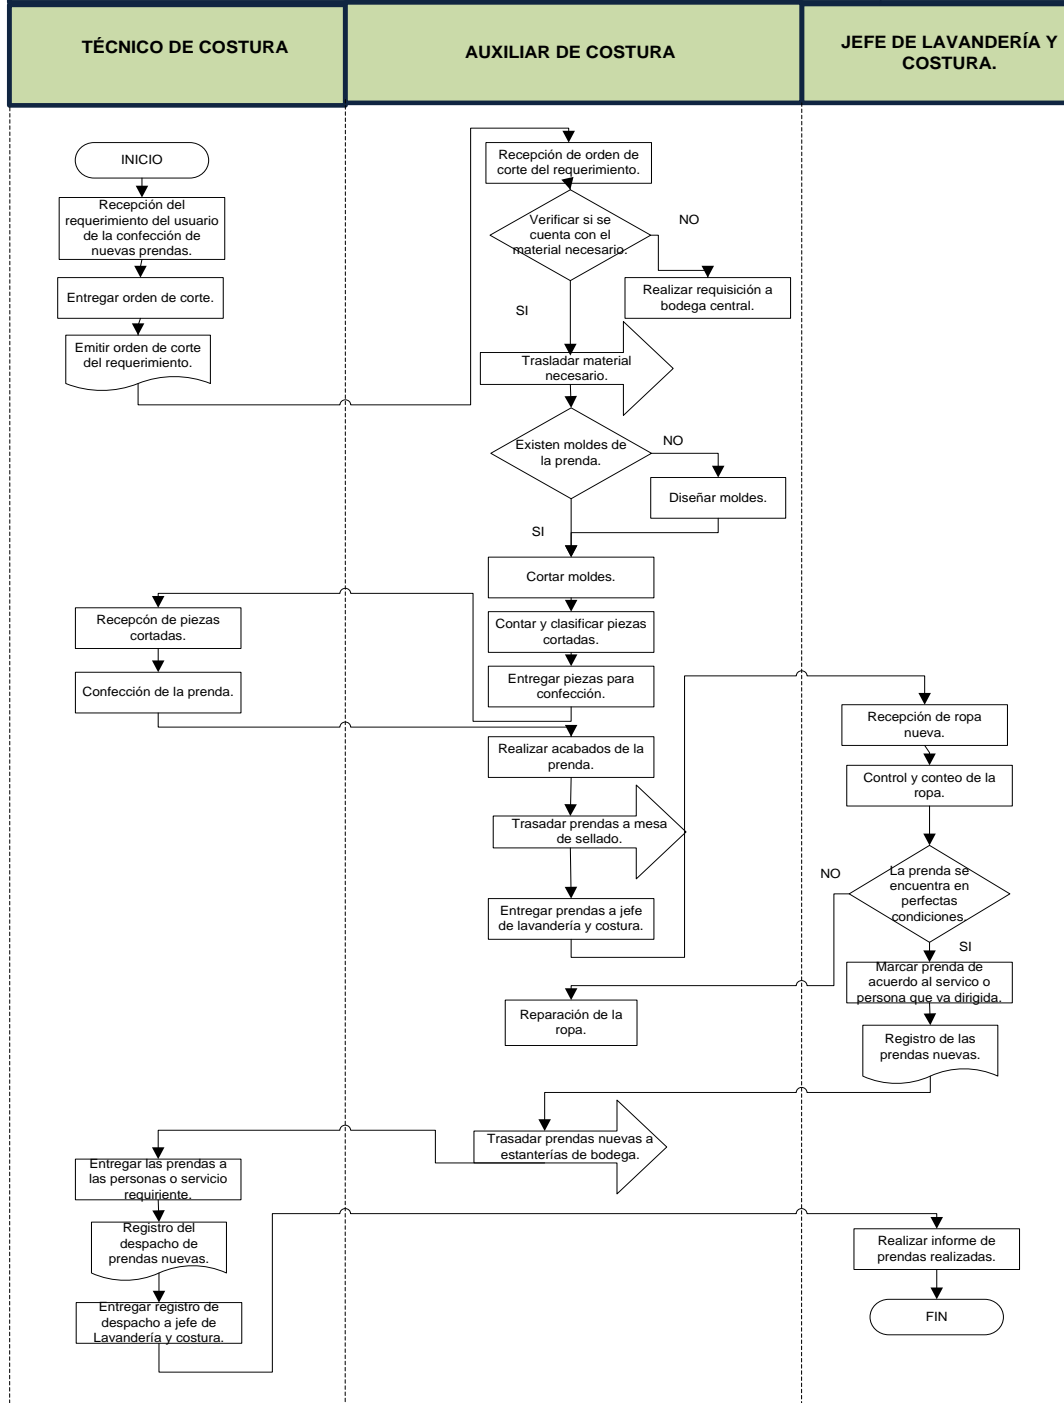 TÉCNICO DE COSTURA
AUXILIAR DE COSTURA
JEFE DE LAVANDERÍA Y
COSTURA.
INICIO
Recepción del
requerimiento del usuario
de la confección de
nuevas prendas.
Entregar orden de corte.
Emitir orden de corte
del requerimiento.
Recepción de orden de
corte del requerimiento.
Verificar si se
cuenta con el
material necesario.
NO
Realizar requisición a
bodega central.
SI
Trasladar material
necesario.
Existen moldes de
la prenda.
NO
Diseñar moldes.
SI
Cortar moldes.
Contar y clasificar piezas
cortadas.
Entregar piezas para
confección.
Recepcón de piezas
cortadas.
Confección de la prenda.
Realizar acabados de la
prenda.
Trasadar prendas a mesa
de sellado.
Entregar prendas a jefe
de lavandería y costura.
Recepción de ropa
nueva.
Control y conteo de la
ropa.
La prenda se
encuentra en
perfectas
condiciones
NO
SI
Reparación de la
ropa.
Marcar prenda de
acuerdo al servico o
persona que va dirigida.
Registro de las
prendas nuevas.
Trasadar prendas nuevas a
estanterías de bodega.
Entregar las prendas a
las personas o servicio
requiriente.
Registro del
despacho de
prendas nuevas.
Entregar registro de
despacho a jefe de
Lavandería y costura.
Realizar informe de
prendas realizadas.
FIN